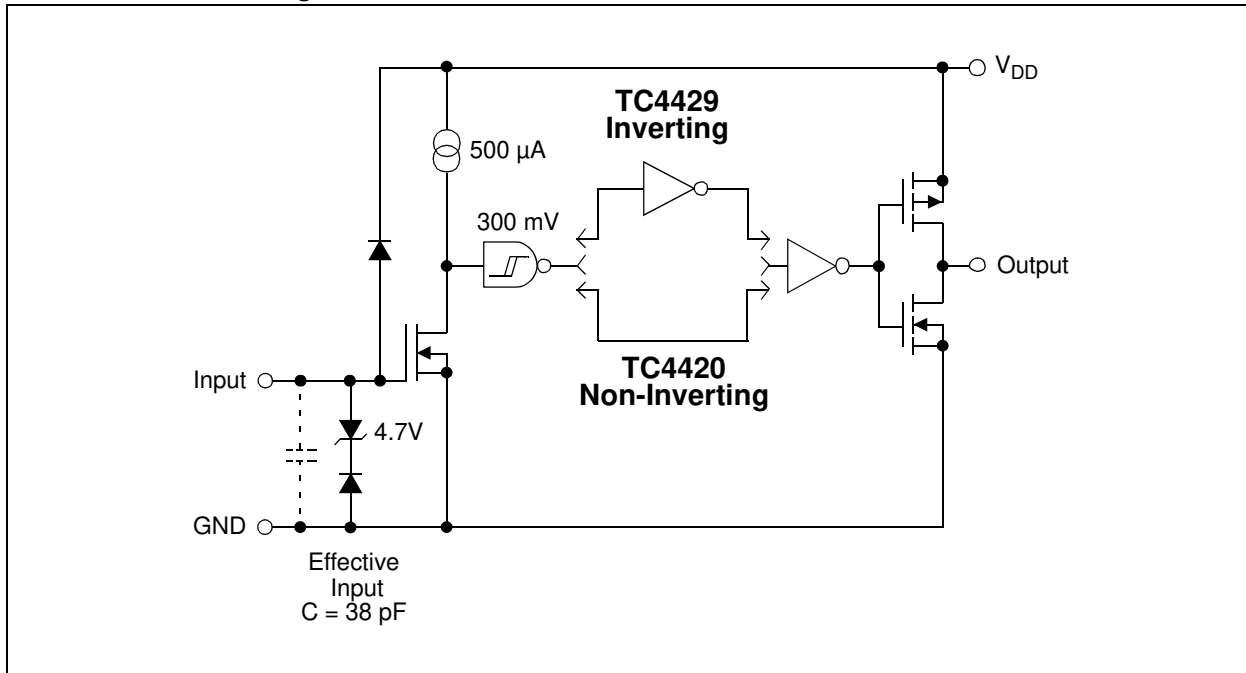 V_DD
TC4429
Inverting
500 µA
300 mV
Output
TC4420
Non-Inverting
Input
4.7V
GND
Effective
Input
C = 38 pF